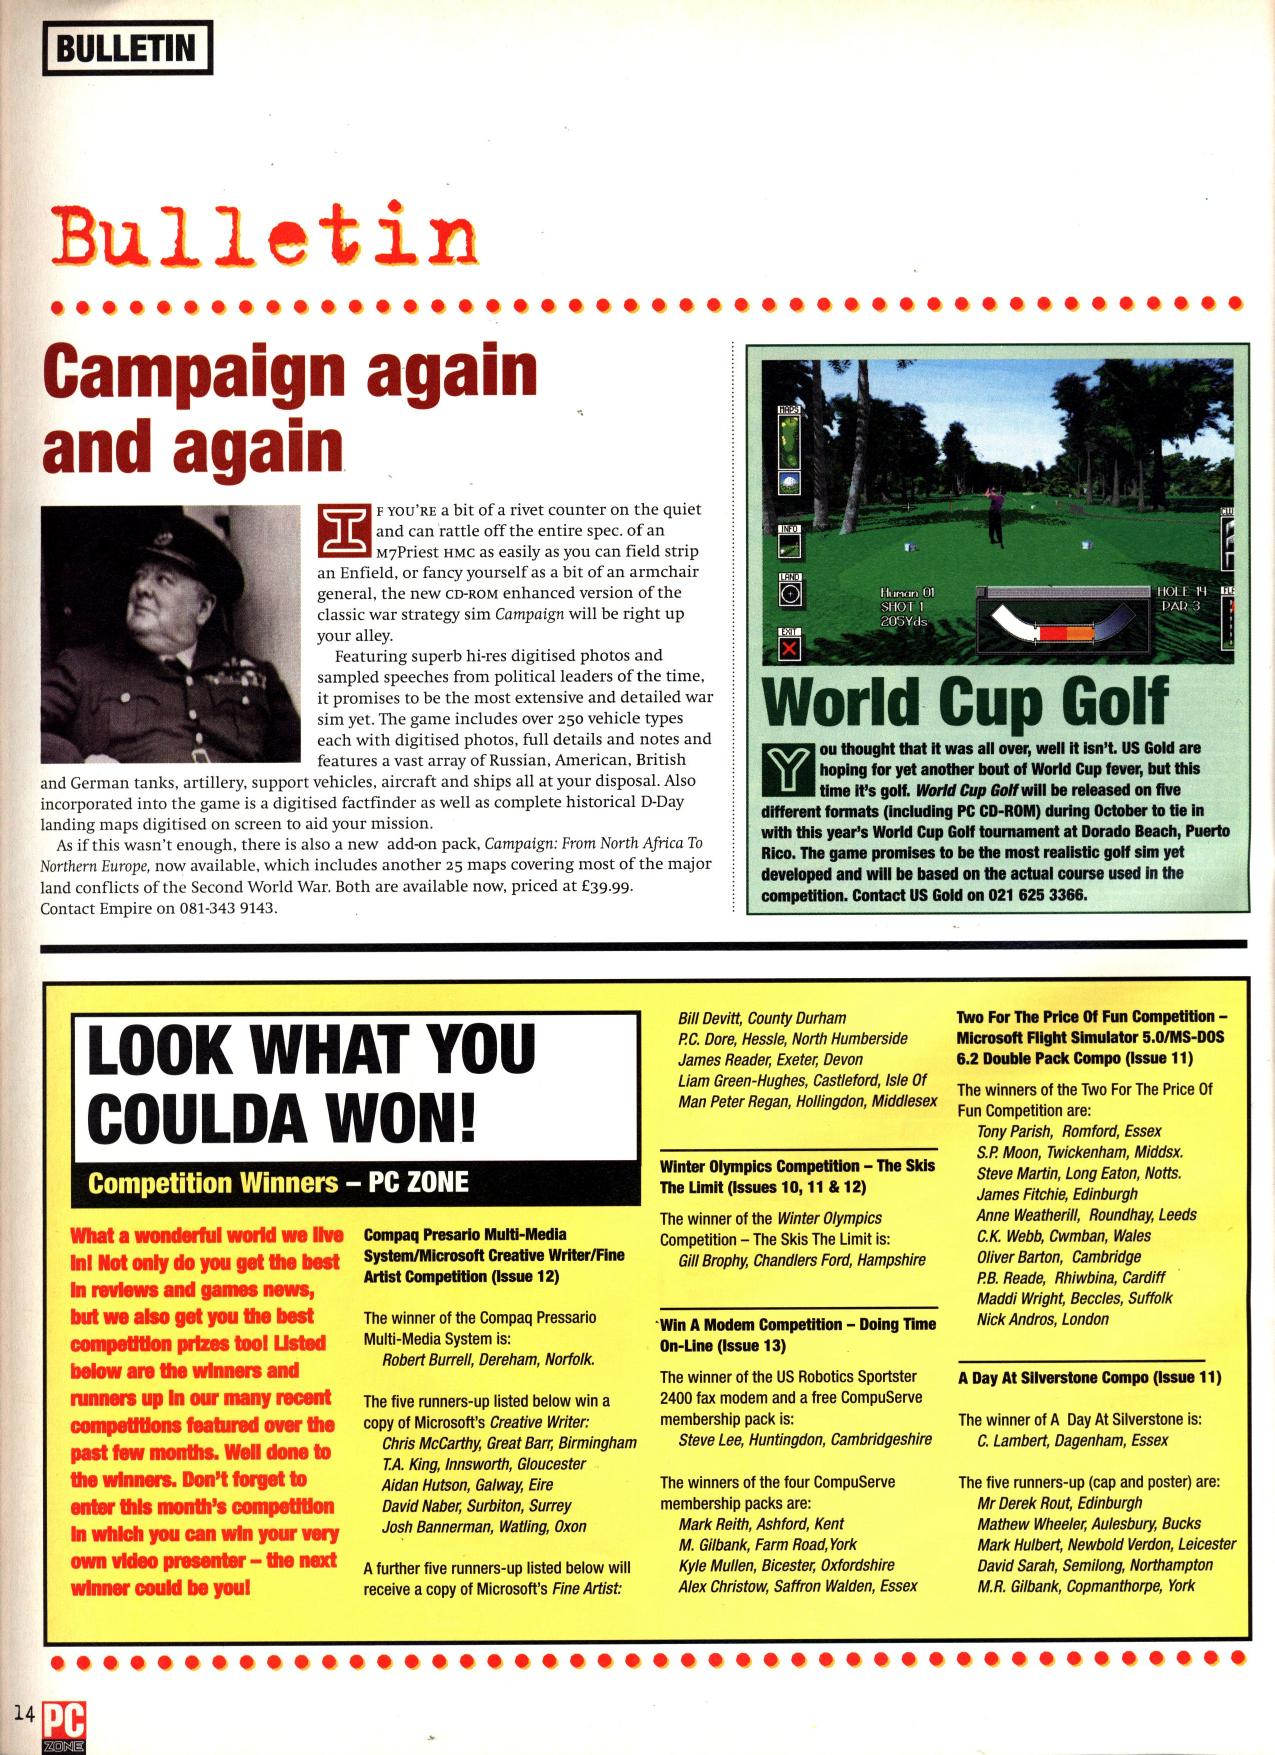 BULLETIN
Bulletin
Campaign again
and again
IF YOU'RE a bit of a rivet counter on the quiet
and can rattle off the entire spec. of an
M7Priest HMC as easily as you can field strip
an Enfield, or fancy yourself as a bit of an armchair
general, the new CD-ROM enhanced version of the
classic war strategy sim Campaign will be right up
your alley.
Featuring superb hi-res digitised photos and
sampled speeches from political leaders of the time,
it promises to be the most extensive and detailed war
sim yet. The game includes over 250 vehicle types
each with digitised photos, full details and notes and
features a vast array of Russian, American, British
and German tanks, artillery, support vehicles, aircraft and ships all at your disposal. Also
incorporated into the game is a digitised factfinder as well as complete historical D-Day
landing maps digitised on screen to aid your mission.
As if this wasn't enough, there is also a new add-on pack, Campaign: From North Africa To
Northern Europe, now available, which includes another 25 maps covering most of the major
land conflicts of the Second World War. Both are available now, priced at £39.99.
Contact Empire on 081-343 9143.
MAPS
INFO
LAND
EXIT
Human 01
SHOT 1
205Yds
HOLE 14
PAR 3
World Cup Golf
You thought that it was all over, well it isn't. US Gold are
hoping for yet another bout of World Cup fever, but this
time it's golf. World Cup Golf will be released on five
different formats (including PC CD-ROM) during October to tie in
with this year's World Cup Golf tournament at Dorado Beach, Puerto
Rico. The game promises to be the most realistic golf sim yet
developed and will be based on the actual course used in the
competition. Contact US Gold on 021 625 3366.
LOOK WHAT YOU
COULDA WON!
Competition Winners – PC ZONE
What a wonderful world we live
in! Not only do you get the best
in reviews and games news,
but we also get you the best
competition prizes too! Listed
below are the winners and
runners up in our many recent
competitions featured over the
past few months. Well done to
the winners. Don't forget to
enter this month's competition
in which you can win your very
own video presenter – the next
winner could be you!
Compaq Presario Multi-Media
System/Microsoft Creative Writer/Fine
Artist Competition (Issue 12)
The winner of the Compaq Pressario
Multi-Media System is:
Robert Burrell, Dereham, Norfolk.
The five runners-up listed below win a
copy of Microsoft's Creative Writer:
Chris McCarthy, Great Barr, Birmingham
T.A. King, Innsworth, Gloucester
Aidan Hutson, Galway, Eire
David Naber, Surbiton, Surrey
Josh Bannerman, Watling, Oxon
A further five runners-up listed below will
receive a copy of Microsoft's Fine Artist:
Bill Devitt, County Durham
P.C. Dore, Hessle, North Humberside
James Reader, Exeter, Devon
Liam Green-Hughes, Castleford, Isle Of
Man Peter Regan, Hollingdon, Middlesex
Winter Olympics Competition – The Skis
The Limit (Issues 10, 11 & 12)
The winner of the Winter Olympics
Competition – The Skis The Limit is:
Gill Brophy, Chandlers Ford, Hampshire
Win A Modem Competition – Doing Time
On-Line (Issue 13)
The winner of the US Robotics Sportster
2400 fax modem and a free CompuServe
membership pack is:
Steve Lee, Huntingdon, Cambridgeshire
The winners of the four CompuServe
membership packs are:
Mark Reith, Ashford, Kent
M. Gilbank, Farm Road, York
Kyle Mullen, Bicester, Oxfordshire
Alex Christow, Saffron Walden, Essex
Two For The Price Of Fun Competition –
Microsoft Flight Simulator 5.0/MS-DOS
6.2 Double Pack Compo (Issue 11)
The winners of the Two For The Price Of
Fun Competition are:
Tony Parish, Romford, Essex
S.P. Moon, Twickenham, Middsx.
Steve Martin, Long Eaton, Notts.
James Fitchie, Edinburgh
Anne Weatherill, Roundhay, Leeds
C.K. Webb, Cwmban, Wales
Oliver Barton, Cambridge
P.B. Reade, Rhiwbina, Cardiff
Maddi Wright, Beccles, Suffolk
Nick Andros, London
A Day At Silverstone Compo (Issue 11)
The winner of A Day At Silverstone is:
C. Lambert, Dagenham, Essex
The five runners-up (cap and poster) are:
Mr Derek Rout, Edinburgh
Mathew Wheeler, Aulesbury, Bucks
Mark Hulbert, Newbold Verdon, Leicester
David Sarah, Semilong, Northampton
M.R. Gilbank, Copmanthorpe, York
14 PC
ZONE